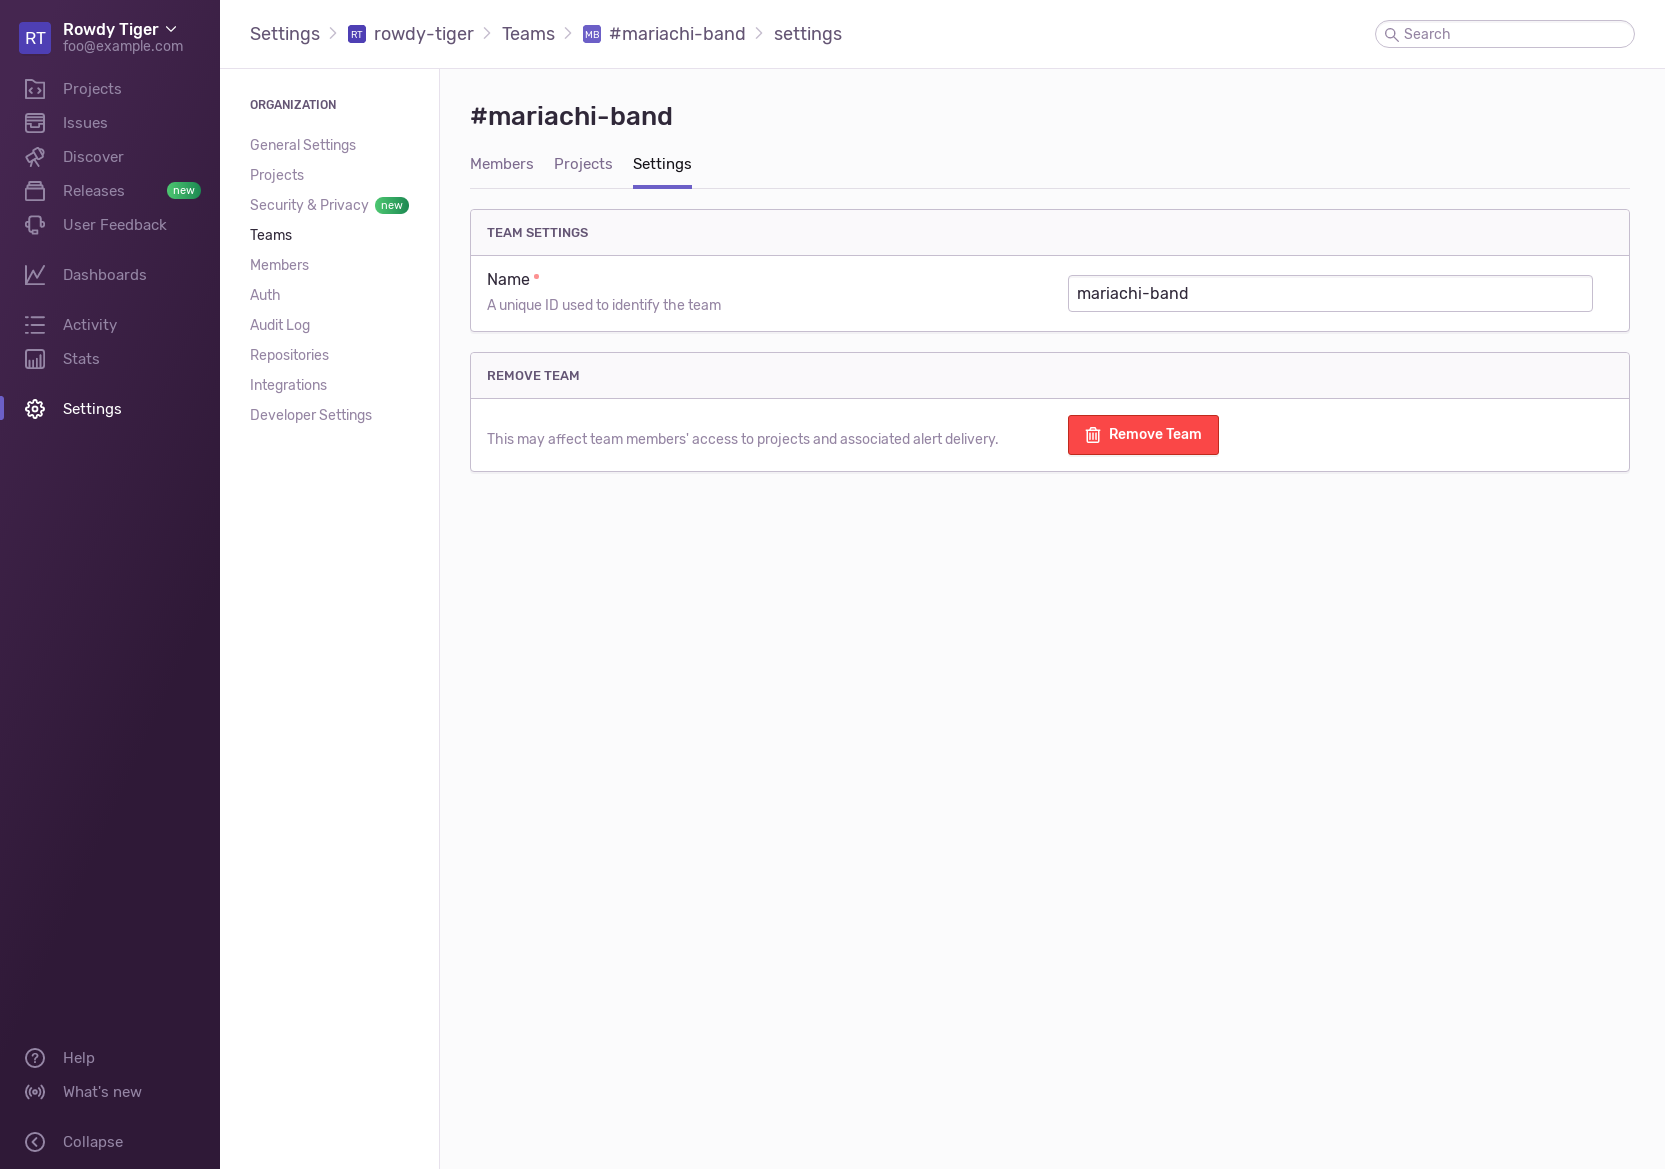 RT
Rowdy Tiger
foo@example.com
Projects
Issues
Discover
Releases new
User Feedback
Dashboards
Activity
Stats
Settings
Help
What's new
Collapse
Settings RT rowdy-tiger Teams MB #mariachi-band settings
Search
ORGANIZATION
General Settings
Projects
Security & Privacy new
Teams
Members
Auth
Audit Log
Repositories
Integrations
Developer Settings
#mariachi-band
Members Projects Settings
TEAM SETTINGS
Name
A unique ID used to identify the team
mariachi-band
REMOVE TEAM
This may affect team members' access to projects and associated alert delivery.
Remove Team